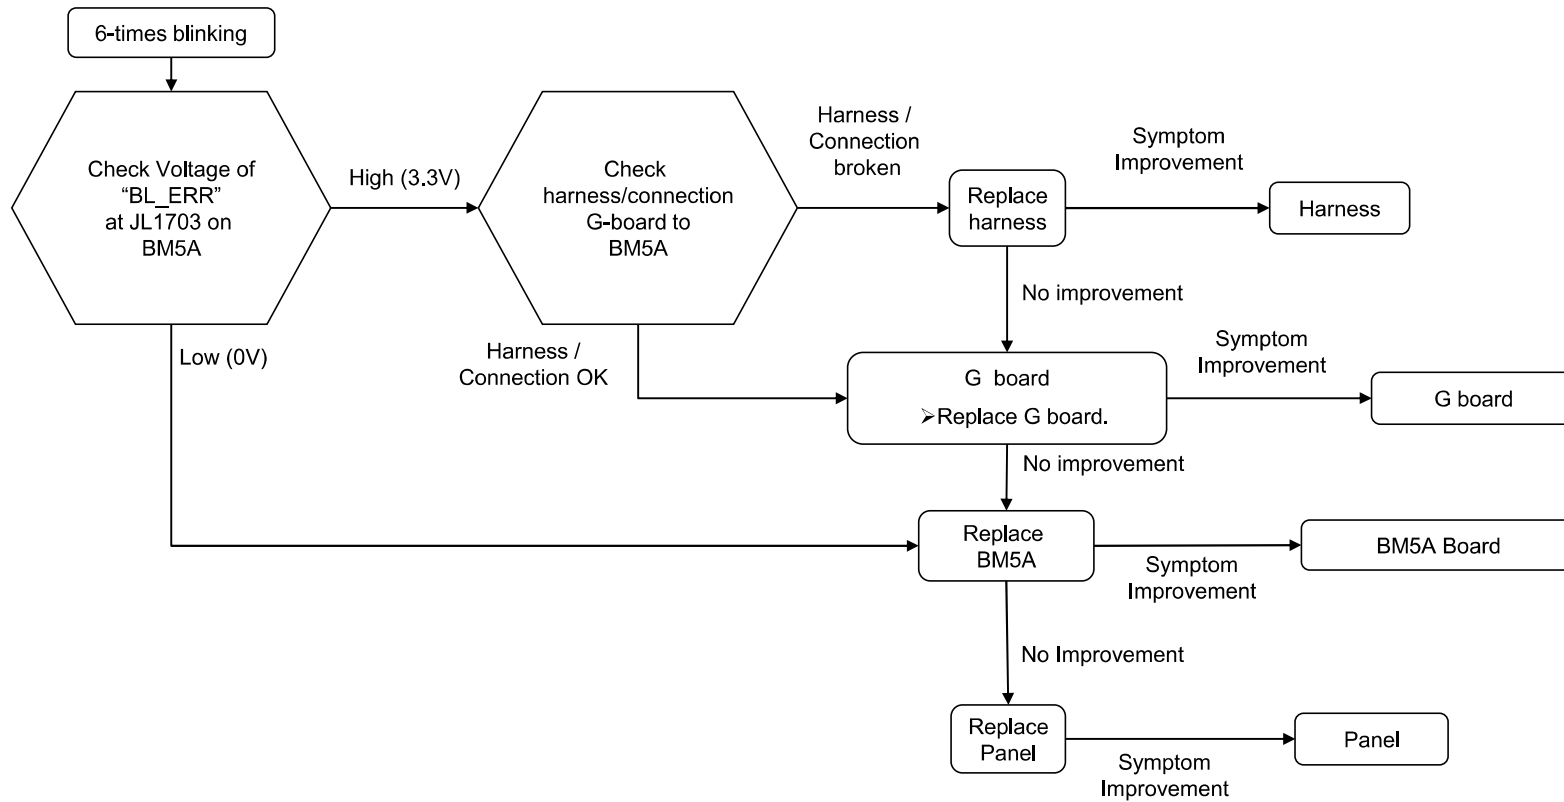 6-times blinking
Check Voltage of
“BL_ERR”
at JL1703 on
BM5A
High (3.3V)
Low (0V)
Check
harness/connection
G-board to
BM5A
Harness /
Connection
broken
Harness /
Connection OK
Replace
harness
Symptom
Improvement
Harness
No improvement
G board
➢Replace G board.
Symptom
Improvement
G board
No improvement
Replace
BM5A
Symptom
Improvement
BM5A Board
No Improvement
Replace
Panel
Symptom
Improvement
Panel